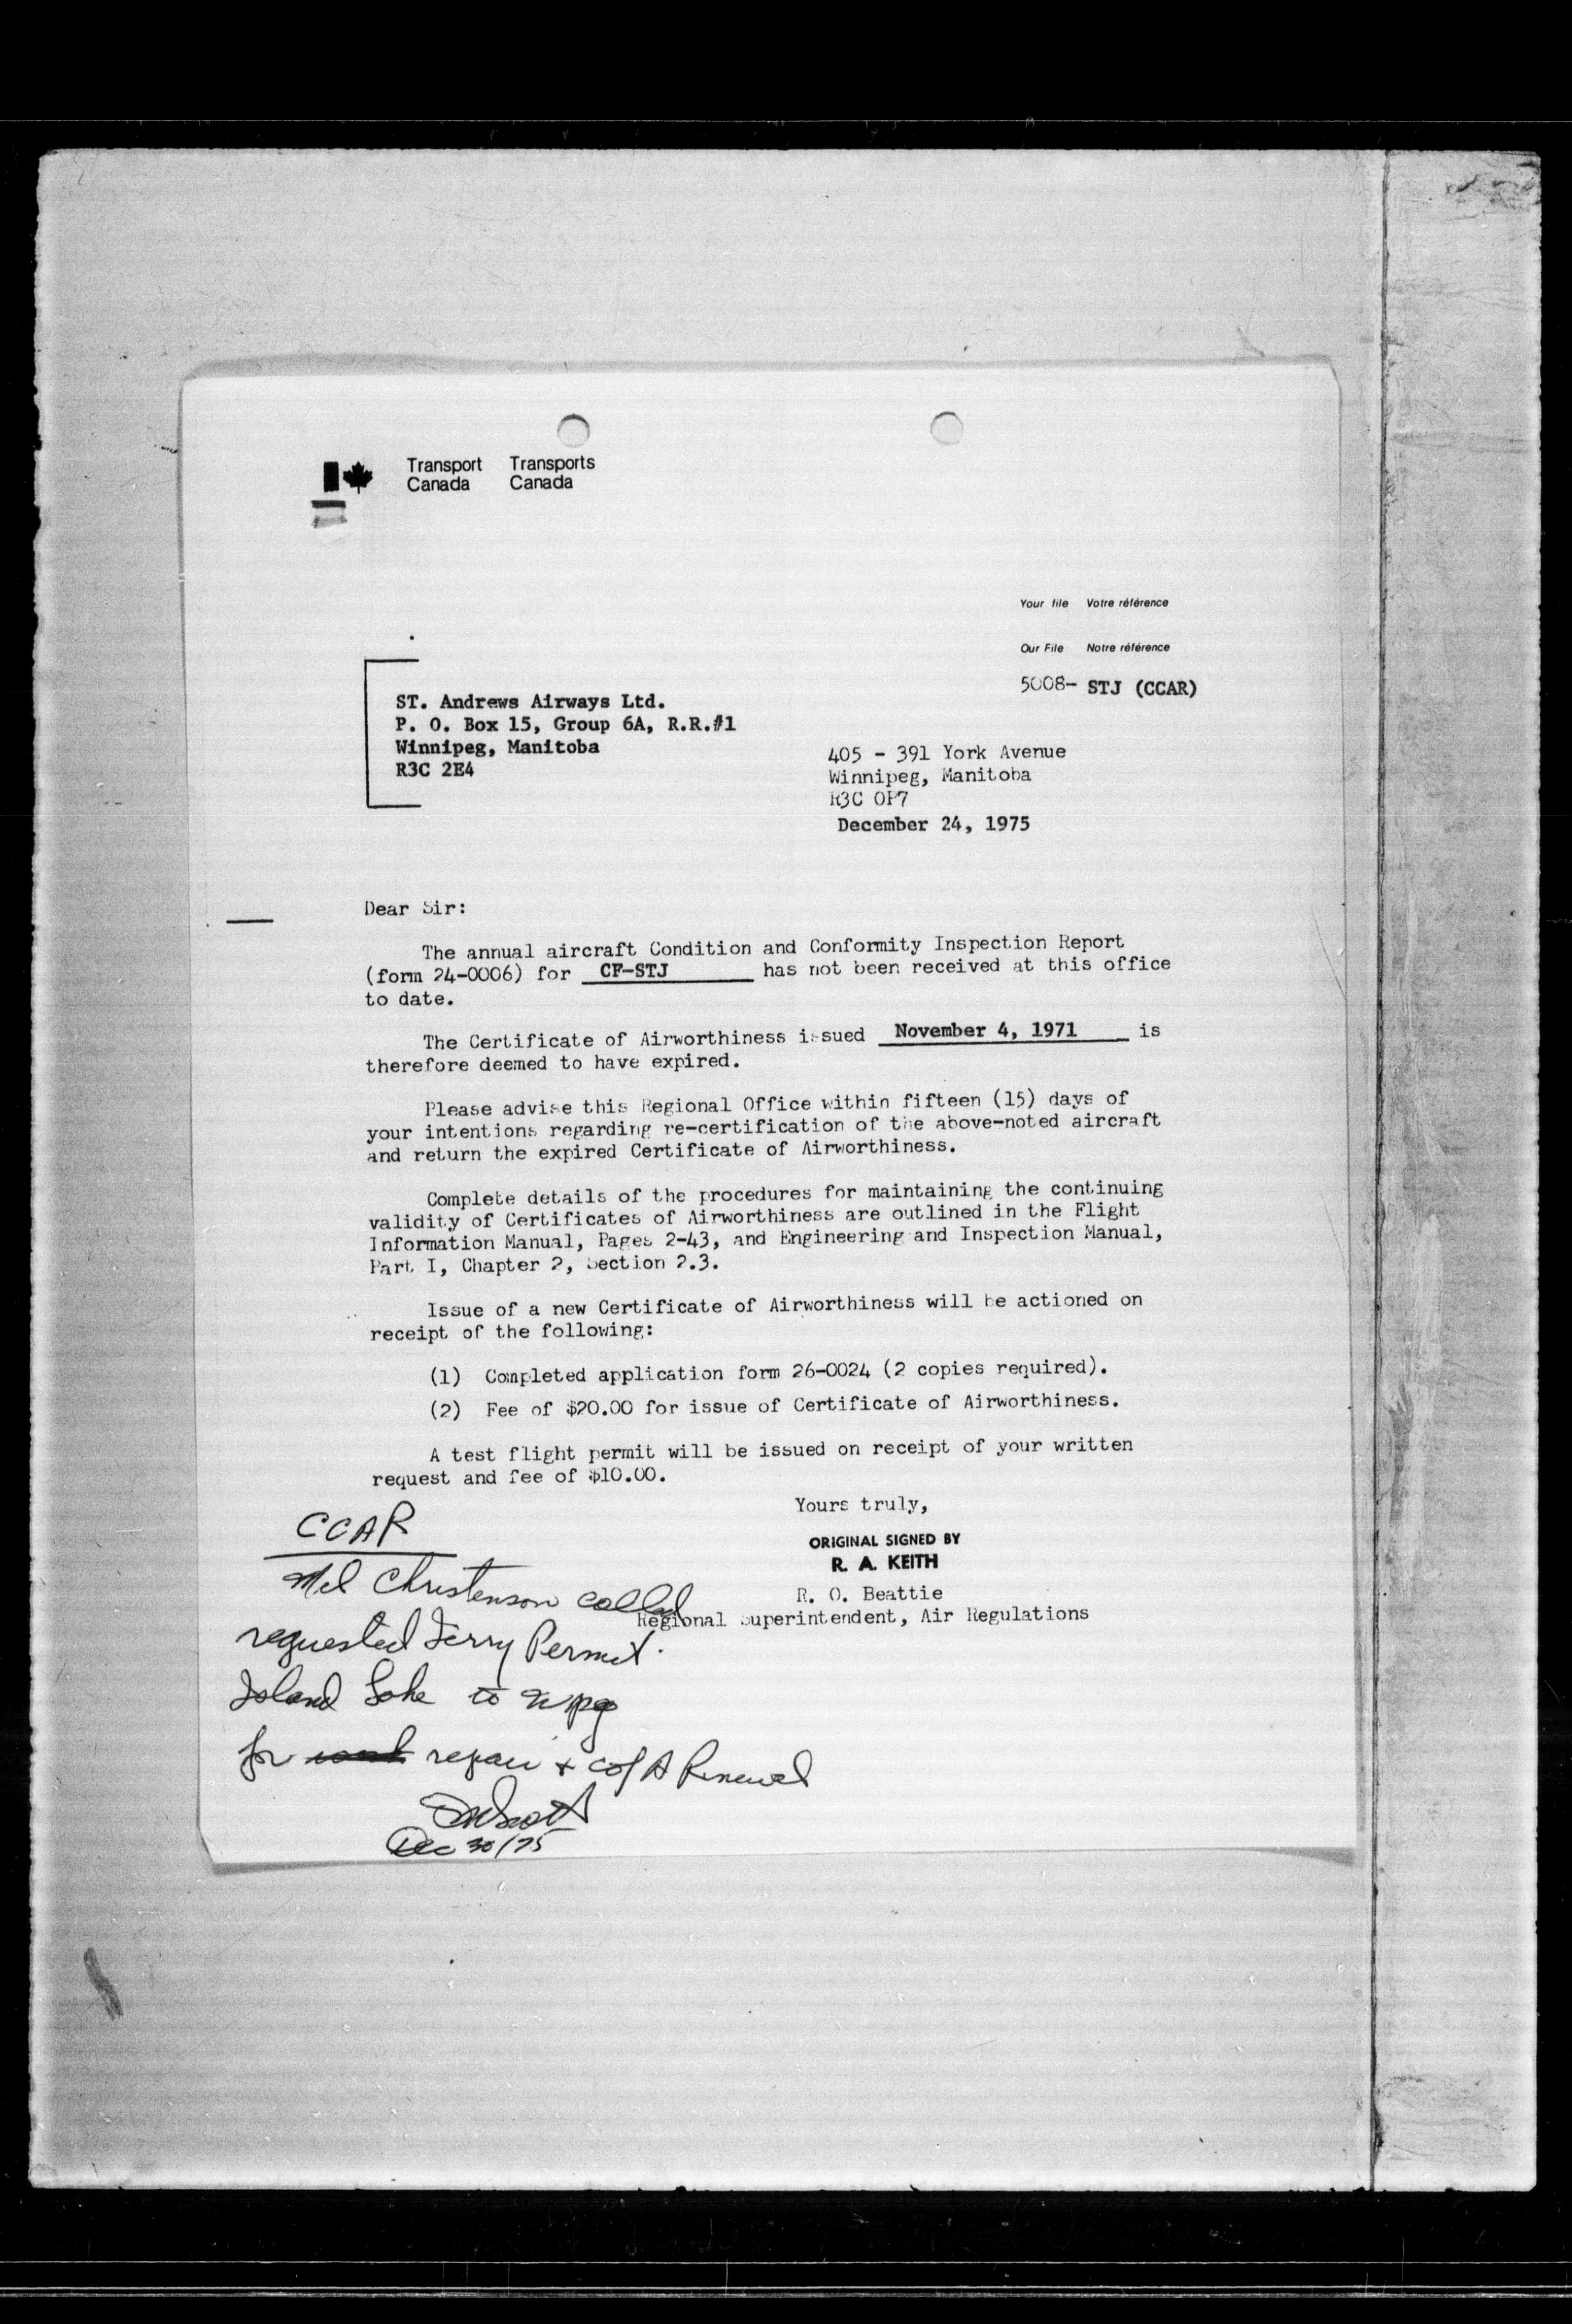 Transport Transports
Canada Canada
Your file Votre référence
Our File Notre référence
5008- STJ (CCAR)
ST. Andrews Airways Ltd.
P. O. Box 15, Group 6A, R.R.#1
Winnipeg, Manitoba
R3C 2E4
405 - 391 York Avenue
Winnipeg, Manitoba
R3C 0P7
December 24, 1975
Dear Sir:
The annual aircraft Condition and Conformity Inspection Report
(form 24-0006) for CF-STJ has not been received at this office
to date.
The Certificate of Airworthiness issued November 4, 1971 is
therefore deemed to have expired.
Please advise this Regional Office within fifteen (15) days of
your intentions regarding re-certification of the above-noted aircraft
and return the expired Certificate of Airworthiness.
Complete details of the procedures for maintaining the continuing
validity of Certificates of Airworthiness are outlined in the Flight
Information Manual, Pages 2-43, and Engineering and Inspection Manual,
Part I, Chapter 2, Section 2.3.
Issue of a new Certificate of Airworthiness will be actioned on
receipt of the following:
(1) Completed application form 26-0024 (2 copies required).
(2) Fee of $20.00 for issue of Certificate of Airworthiness.
A test flight permit will be issued on receipt of your written
request and fee of $10.00.
Yours truly,
ORIGINAL SIGNED BY
R. A. KEITH
R. O. Beattie
Regional Superintendent, Air Regulations
CCAR
Mel Christenson called
requested Ferry Permit.
Island Lake to Wpg
for repair + C of A Renewal
Dec 30/75